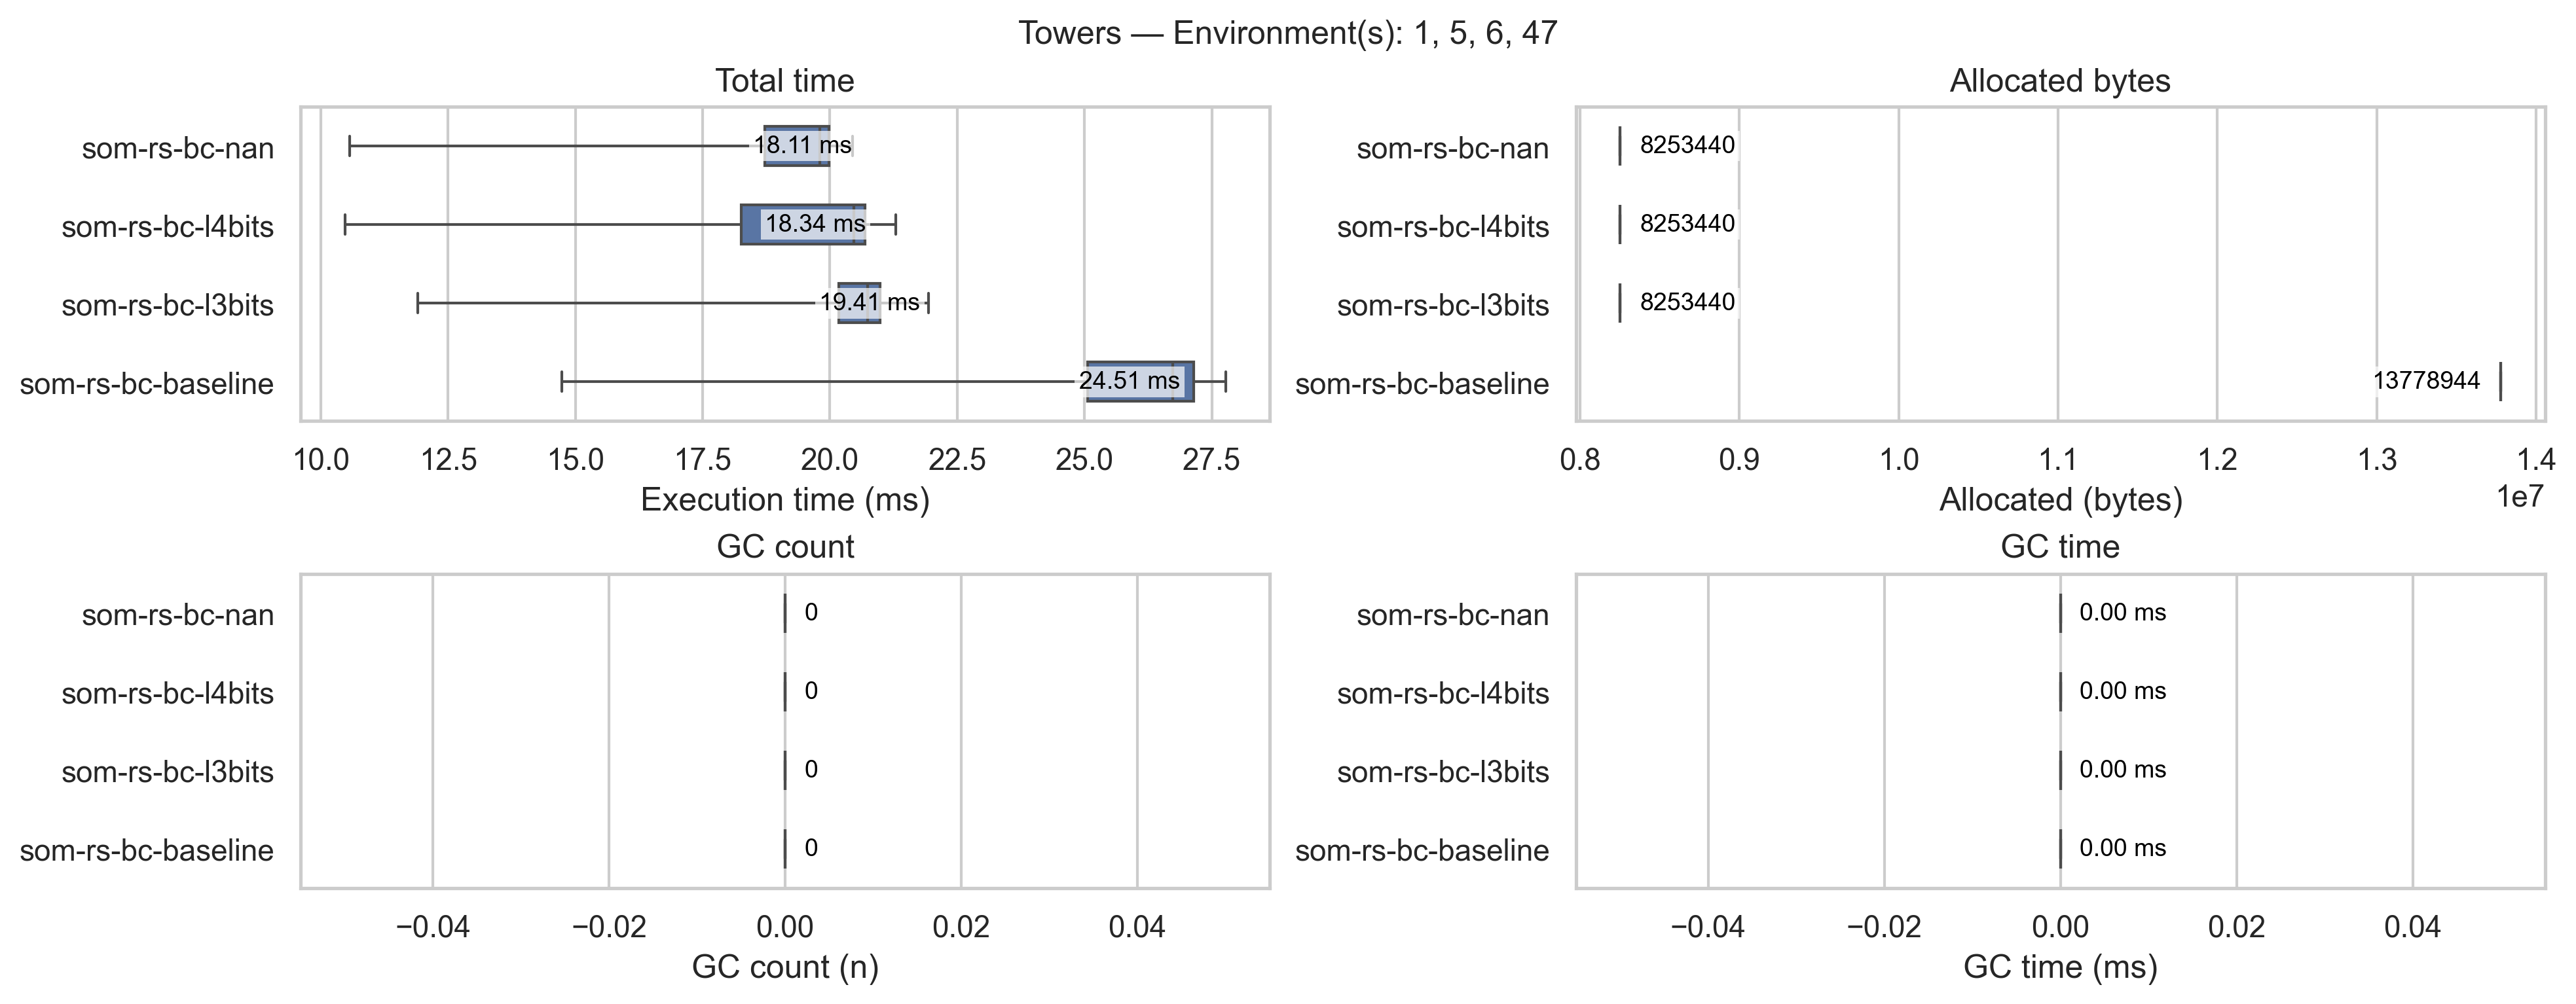 Towers — Environment(s): 1, 5, 6, 47
Total time
som-rs-bc-nan
18.11 ms
som-rs-bc-l4bits
18.34 ms
som-rs-bc-l3bits
19.41 ms
som-rs-bc-baseline
24.51 ms
10.0 12.5 15.0 17.5 20.0 22.5 25.0 27.5
Execution time (ms)
Allocated bytes
som-rs-bc-nan
8253440
som-rs-bc-l4bits
8253440
som-rs-bc-l3bits
8253440
som-rs-bc-baseline
13778944
0.8 0.9 1.0 1.1 1.2 1.3 1.4
1e7
Allocated (bytes)
GC count
som-rs-bc-nan
0
som-rs-bc-l4bits
0
som-rs-bc-l3bits
0
som-rs-bc-baseline
0
−0.04 −0.02 0.00 0.02 0.04
GC count (n)
GC time
som-rs-bc-nan
0.00 ms
som-rs-bc-l4bits
0.00 ms
som-rs-bc-l3bits
0.00 ms
som-rs-bc-baseline
0.00 ms
−0.04 −0.02 0.00 0.02 0.04
GC time (ms)